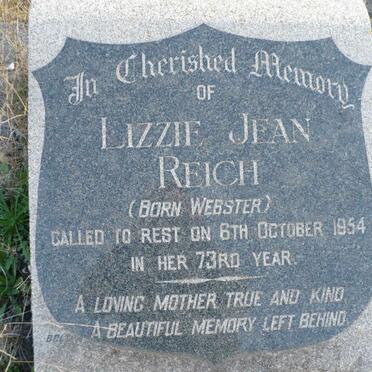 In Cherished Memory
OF
LIZZIE JEAN
REICH
(BORN WEBSTER)
CALLED TO REST ON 6TH OCTOBER 1954
IN HER 73RD YEAR.
A LOVING MOTHER TRUE AND KIND
A BEAUTIFUL MEMORY LEFT BEHIND.